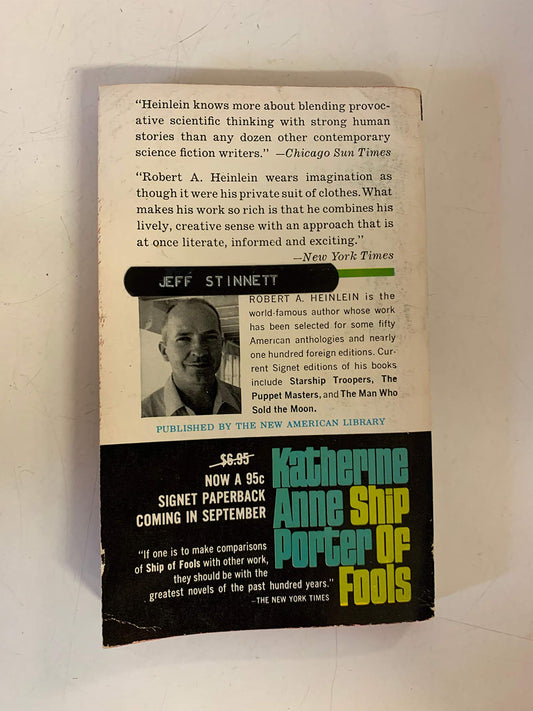 “Heinlein knows more about blending provoc-
ative scientific thinking with strong human
stories than any dozen other contemporary
science fiction writers.” —Chicago Sun Times
“Robert A. Heinlein wears imagination as
though it were his private suit of clothes. What
makes his work so rich is that he combines his
lively, creative sense with an approach that is
at once literate, informed and exciting.”
—New York Times
JEFF STINNETT
ROBERT A. HEINLEIN is the
world-famous author whose work
has been selected for some fifty
American anthologies and nearly
one hundred foreign editions. Cur-
rent Signet editions of his books
include Starship Troopers, The
Puppet Masters, and The Man Who
Sold the Moon.
PUBLISHED BY THE NEW AMERICAN LIBRARY
$6.95
NOW A 95c
SIGNET PAPERBACK
COMING IN SEPTEMBER
Katherine
Anne Ship
Porter Of
Fools
“If one is to make comparisons
of Ship of Fools with other work,
they should be with the
greatest novels of the past hundred years.”
—THE NEW YORK TIMES